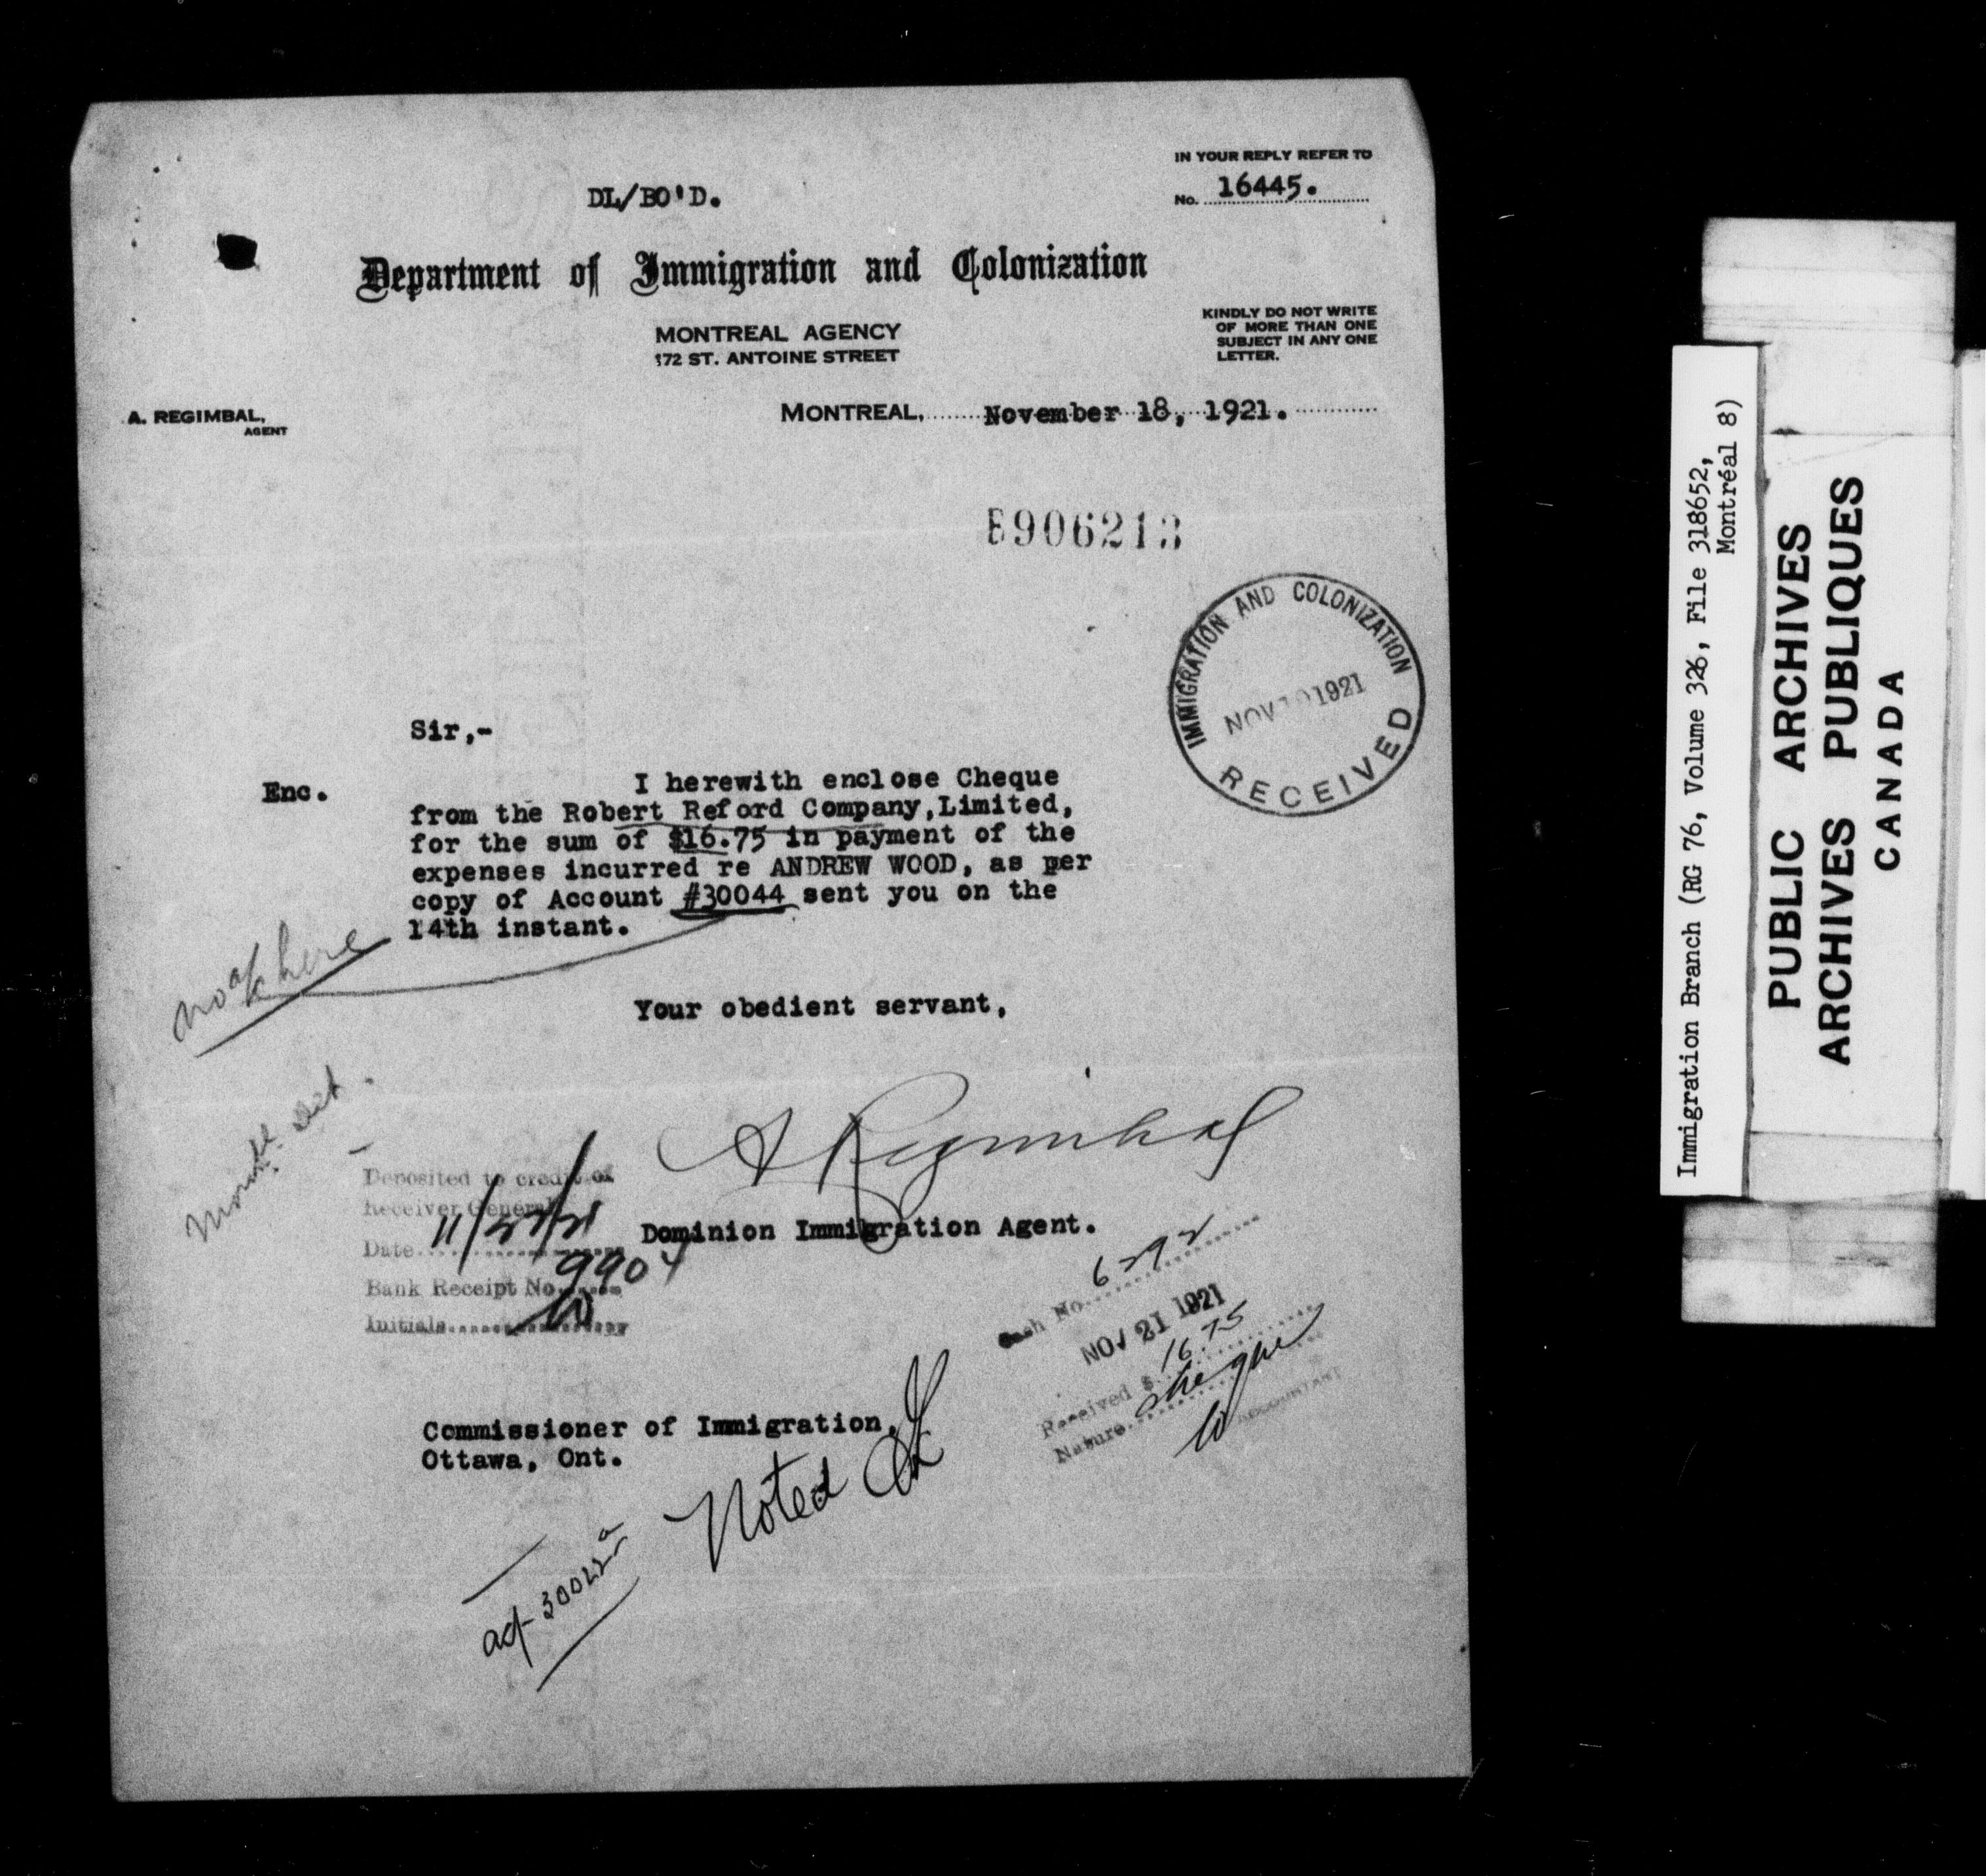 IN YOUR REPLY REFER TO
No. 16445.
DL/BO'D.
Department of Immigration and Colonization
MONTREAL AGENCY
172 ST. ANTOINE STREET
KINDLY DO NOT WRITE
OF MORE THAN ONE
SUBJECT IN ANY ONE
LETTER.
A. REGIMBAL,
AGENT
MONTREAL, November 18, 1921.
906213
IMMIGRATION AND COLONIZATION
NOV 1921
RECEIVED
Sir,-
Enc.
I herewith enclose Cheque
from the Robert Reford Company, Limited,
for the sum of $16.75 in payment of the
expenses incurred re ANDREW WOOD, as per
copy of Account #30044 sent you on the
14th instant.
here
Your obedient servant,
A Regimbal
Dominion Immigration Agent.
Deposited to credit of
Receiver General
Date
Bank Receipt No. 9904
Initials
Cash No. 6292
NOV 21 1921
Received $ 16.75
Nature cheque
ACCOUNTANT
Commissioner of Immigration,
Ottawa, Ont.
Noted
Immigration Branch (RG 76, Volume 326, File 318652,
Montréal 8)
PUBLIC ARCHIVES
ARCHIVES PUBLIQUES
CANADA